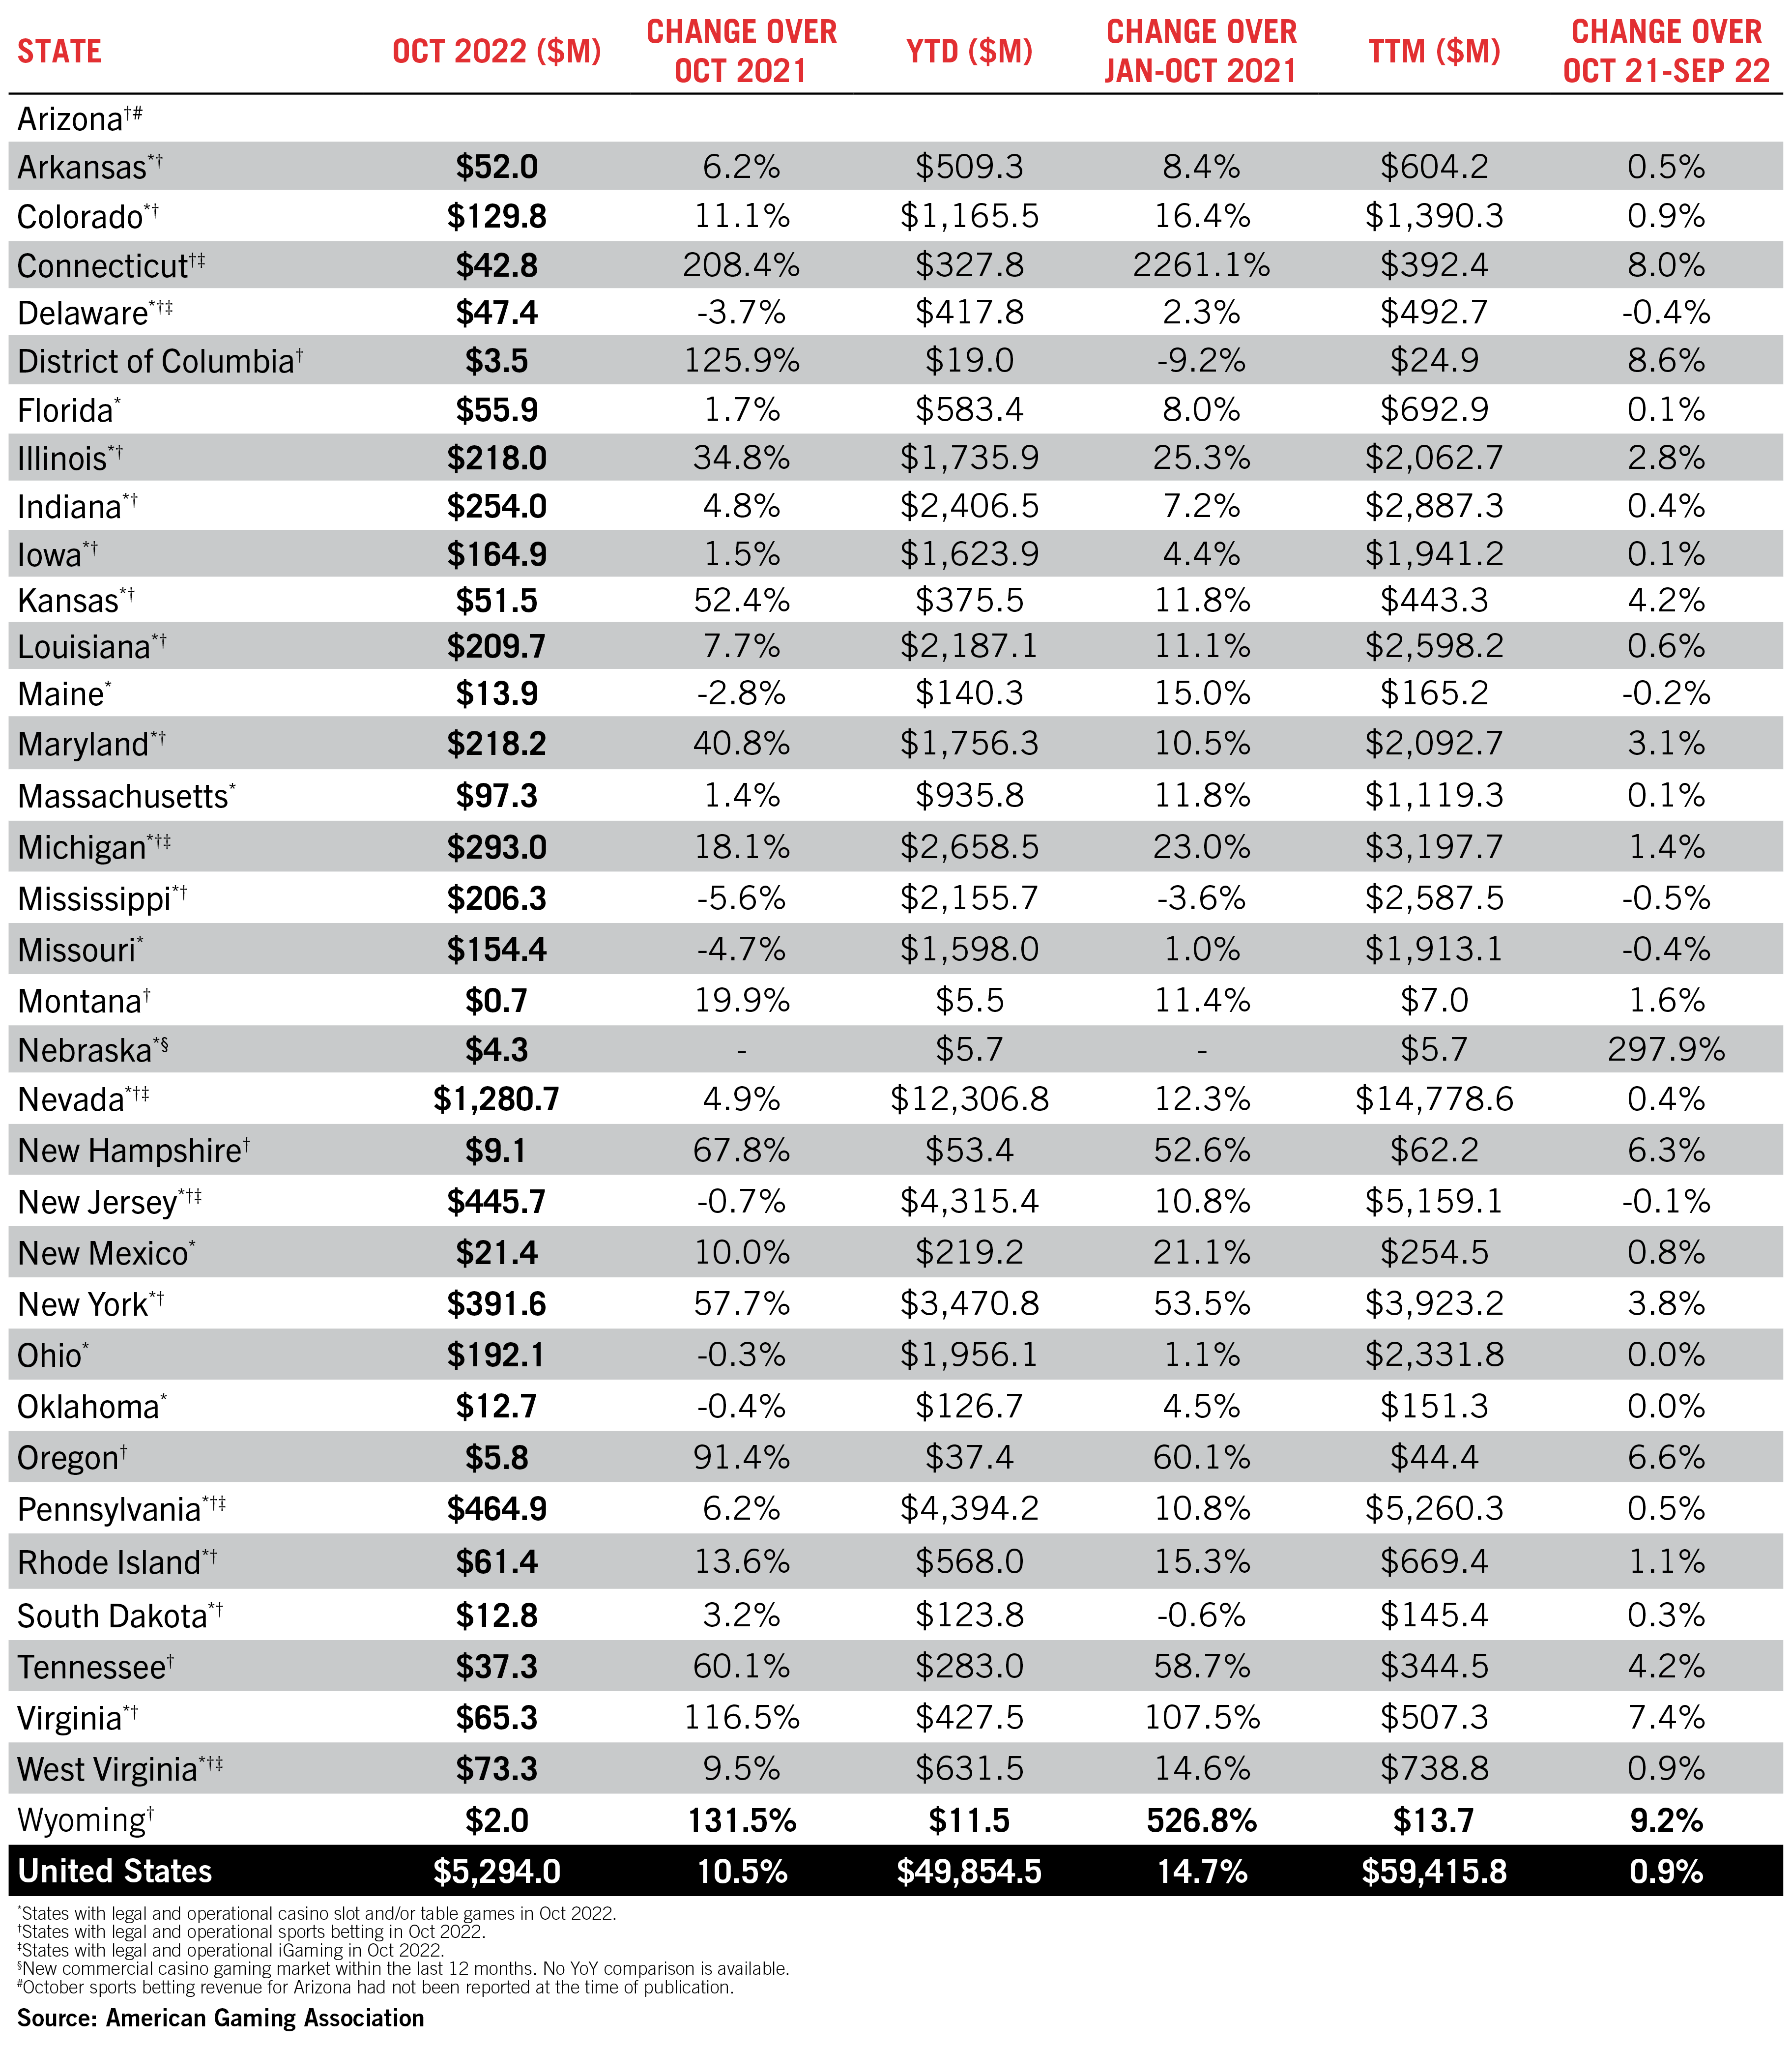 STATE OCT 2022 ($M) CHANGE OVER OCT 2021 YTD ($M) CHANGE OVER JAN-OCT 2021 TTM ($M) CHANGE OVER OCT 21-SEP 22
Arizona†#
Arkansas*† $52.0 6.2% $509.3 8.4% $604.2 0.5%
Colorado*† $129.8 11.1% $1,165.5 16.4% $1,390.3 0.9%
Connecticut†‡ $42.8 208.4% $327.8 2261.1% $392.4 8.0%
Delaware*†‡ $47.4 -3.7% $417.8 2.3% $492.7 -0.4%
District of Columbia† $3.5 125.9% $19.0 -9.2% $24.9 8.6%
Florida* $55.9 1.7% $583.4 8.0% $692.9 0.1%
Illinois*† $218.0 34.8% $1,735.9 25.3% $2,062.7 2.8%
Indiana*† $254.0 4.8% $2,406.5 7.2% $2,887.3 0.4%
Iowa*† $164.9 1.5% $1,623.9 4.4% $1,941.2 0.1%
Kansas*† $51.5 52.4% $375.5 11.8% $443.3 4.2%
Louisiana*† $209.7 7.7% $2,187.1 11.1% $2,598.2 0.6%
Maine* $13.9 -2.8% $140.3 15.0% $165.2 -0.2%
Maryland*† $218.2 40.8% $1,756.3 10.5% $2,092.7 3.1%
Massachusetts* $97.3 1.4% $935.8 11.8% $1,119.3 0.1%
Michigan*†‡ $293.0 18.1% $2,658.5 23.0% $3,197.7 1.4%
Mississippi*† $206.3 -5.6% $2,155.7 -3.6% $2,587.5 -0.5%
Missouri* $154.4 -4.7% $1,598.0 1.0% $1,913.1 -0.4%
Montana† $0.7 19.9% $5.5 11.4% $7.0 1.6%
Nebraska*§ $4.3 - $5.7 - $5.7 297.9%
Nevada*†‡ $1,280.7 4.9% $12,306.8 12.3% $14,778.6 0.4%
New Hampshire† $9.1 67.8% $53.4 52.6% $62.2 6.3%
New Jersey*†‡ $445.7 -0.7% $4,315.4 10.8% $5,159.1 -0.1%
New Mexico* $21.4 10.0% $219.2 21.1% $254.5 0.8%
New York*† $391.6 57.7% $3,470.8 53.5% $3,923.2 3.8%
Ohio* $192.1 -0.3% $1,956.1 1.1% $2,331.8 0.0%
Oklahoma* $12.7 -0.4% $126.7 4.5% $151.3 0.0%
Oregon† $5.8 91.4% $37.4 60.1% $44.4 6.6%
Pennsylvania*†‡ $464.9 6.2% $4,394.2 10.8% $5,260.3 0.5%
Rhode Island*† $61.4 13.6% $568.0 15.3% $669.4 1.1%
South Dakota*† $12.8 3.2% $123.8 -0.6% $145.4 0.3%
Tennessee† $37.3 60.1% $283.0 58.7% $344.5 4.2%
Virginia*† $65.3 116.5% $427.5 107.5% $507.3 7.4%
West Virginia*†‡ $73.3 9.5% $631.5 14.6% $738.8 0.9%
Wyoming† $2.0 131.5% $11.5 526.8% $13.7 9.2%
United States $5,294.0 10.5% $49,854.5 14.7% $59,415.8 0.9%
*States with legal and operational casino slot and/or table games in Oct 2022.
†States with legal and operational sports betting in Oct 2022.
‡States with legal and operational iGaming in Oct 2022.
§New commercial casino gaming market within the last 12 months. No YoY comparison is available.
#October sports betting revenue for Arizona had not been reported at the time of publication.
Source: American Gaming Association